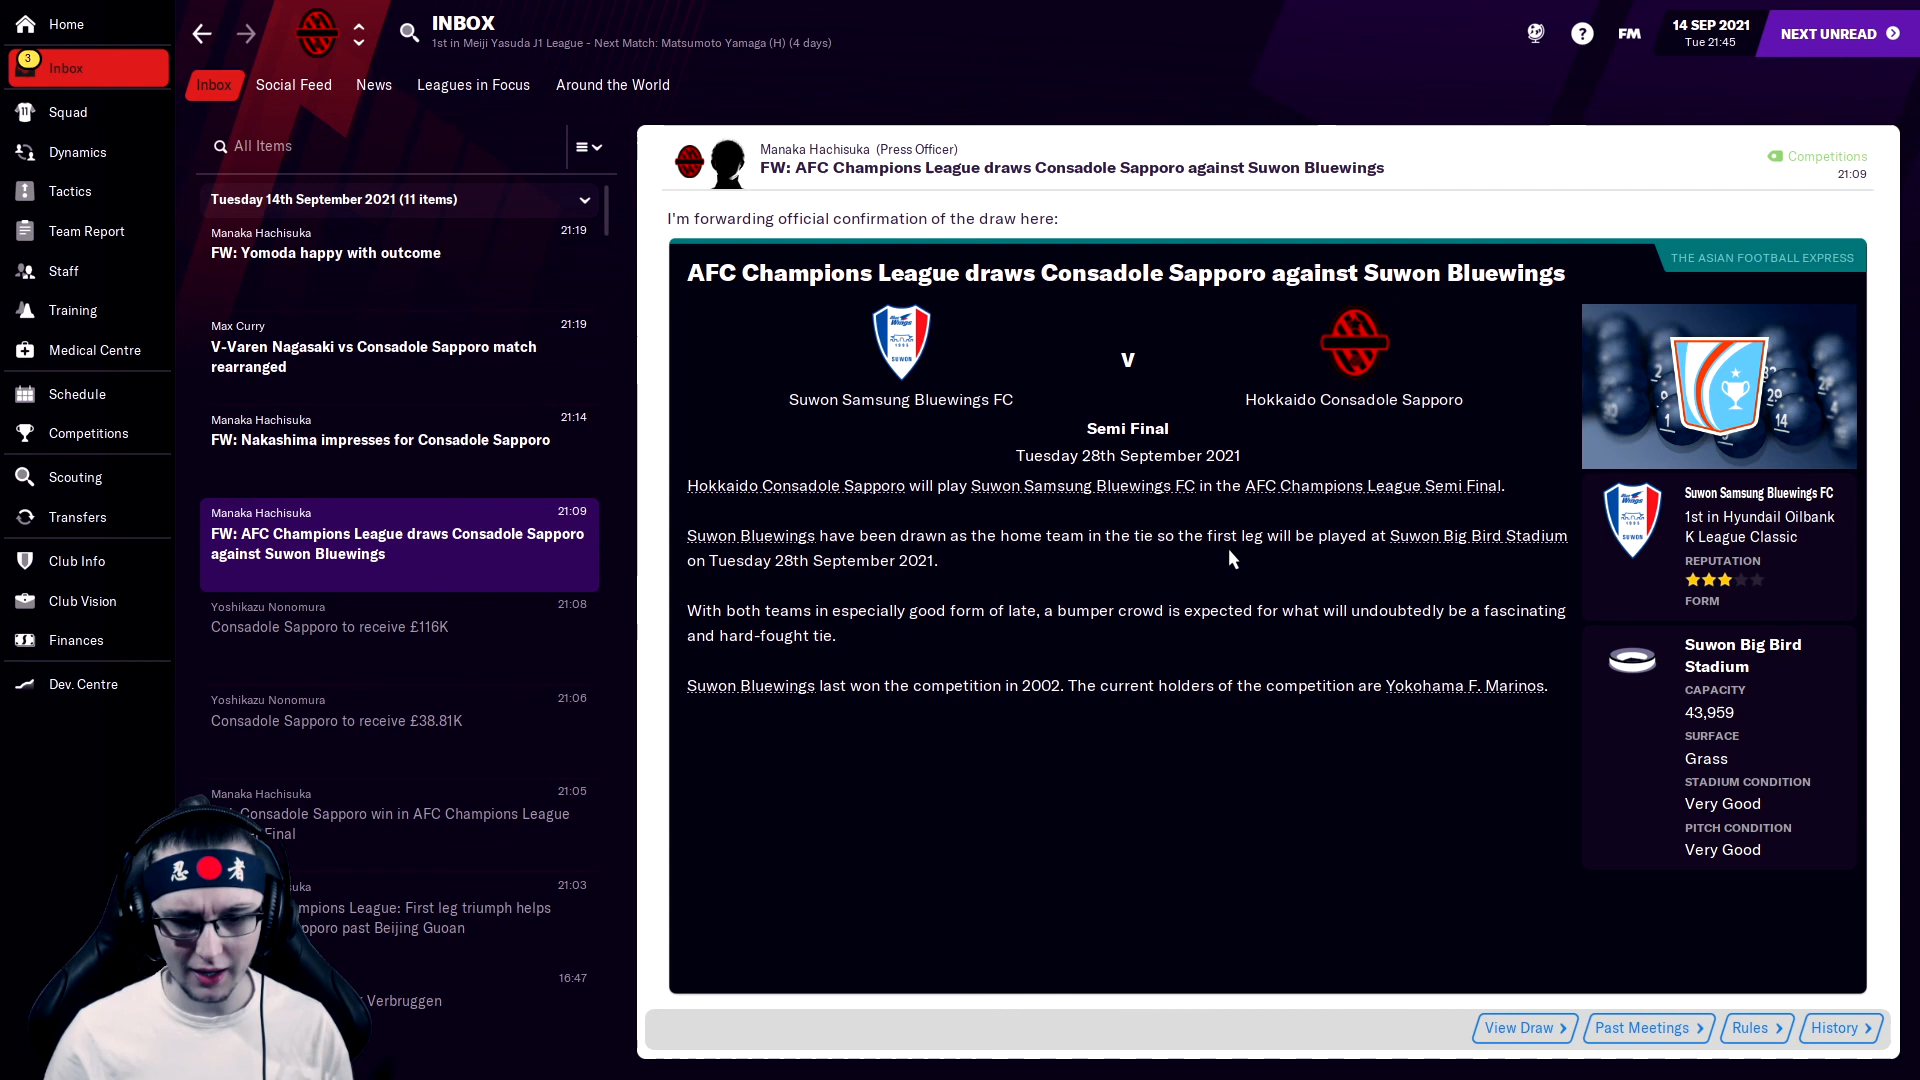 Home
3
Inbox
Squad
Dynamics
Tactics
Team Report
Staff
Training
Medical Centre
Schedule
Competitions
Scouting
Transfers
Club Info
Club Vision
Finances
Dev. Centre
INBOX
1st in Meiji Yasuda J1 League - Next Match: Matsumoto Yamaga (H) (4 days)
?
FM
14 SEP 2021
Tue 21:45
NEXT UNREAD
Inbox
Social Feed
News
Leagues in Focus
Around the World
All Items
Tuesday 14th September 2021 (11 items)
Manaka Hachisuka 21:19
FW: Yomoda happy with outcome
Max Curry 21:19
V-Varen Nagasaki vs Consadole Sapporo match
rearranged
Manaka Hachisuka 21:14
FW: Nakashima impresses for Consadole Sapporo
Manaka Hachisuka 21:09
FW: AFC Champions League draws Consadole Sapporo
against Suwon Bluewings
Yoshikazu Nonomura 21:08
Consadole Sapporo to receive £116K
Yoshikazu Nonomura 21:06
Consadole Sapporo to receive £38.81K
Manaka Hachisuka 21:05
Consadole Sapporo win in AFC Champions League
Final
suka 21:03
mpions League: First leg triumph helps
pporo past Beijing Guoan
16:47
Verbruggen
忍 者
Manaka Hachisuka (Press Officer)
FW: AFC Champions League draws Consadole Sapporo against Suwon Bluewings
Competitions
21:09
I'm forwarding official confirmation of the draw here:
THE ASIAN FOOTBALL EXPRESS
AFC Champions League draws Consadole Sapporo against Suwon Bluewings
V
Suwon Samsung Bluewings FC
Hokkaido Consadole Sapporo
Semi Final
Tuesday 28th September 2021
Hokkaido Consadole Sapporo will play Suwon Samsung Bluewings FC in the AFC Champions League Semi Final.
Suwon Bluewings have been drawn as the home team in the tie so the first leg will be played at Suwon Big Bird Stadium
on Tuesday 28th September 2021.
With both teams in especially good form of late, a bumper crowd is expected for what will undoubtedly be a fascinating
and hard-fought tie.
Suwon Bluewings last won the competition in 2002. The current holders of the competition are Yokohama F. Marinos.
Suwon Samsung Bluewings FC
1st in Hyundail Oilbank
K League Classic
REPUTATION
FORM
Suwon Big Bird
Stadium
CAPACITY
43,959
SURFACE
Grass
STADIUM CONDITION
Very Good
PITCH CONDITION
Very Good
View Draw
Past Meetings
Rules
History